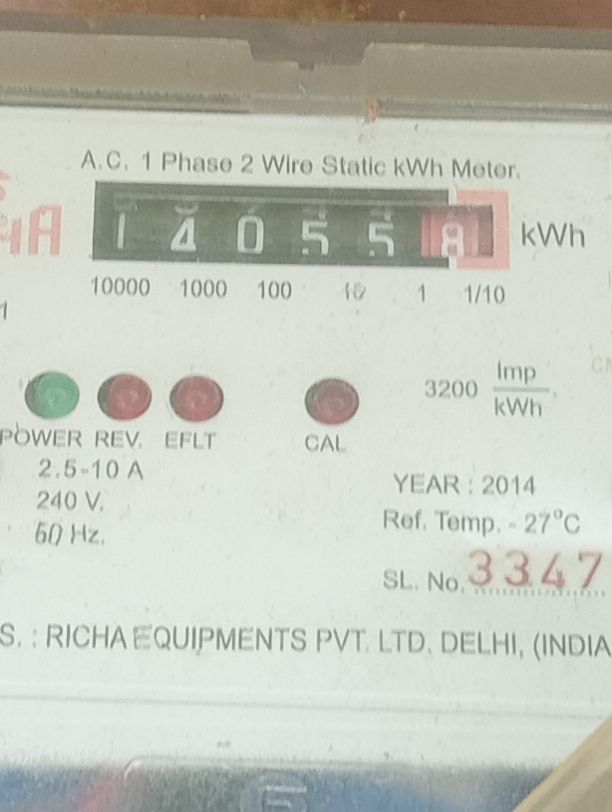 A.C. 1 Phase 2 Wire Static kWh Meter.
1 4 0 5 5 8 kWh
10000 1000 100 10 1 1/10
3200 Imp/kWh
POWER REV. EFLT CAL
2.5-10 A
240 V.
50 Hz.
YEAR : 2014
Ref. Temp. - 27°C
SL. No. 3347
S. : RICHA EQUIPMENTS PVT. LTD. DELHI, (INDIA